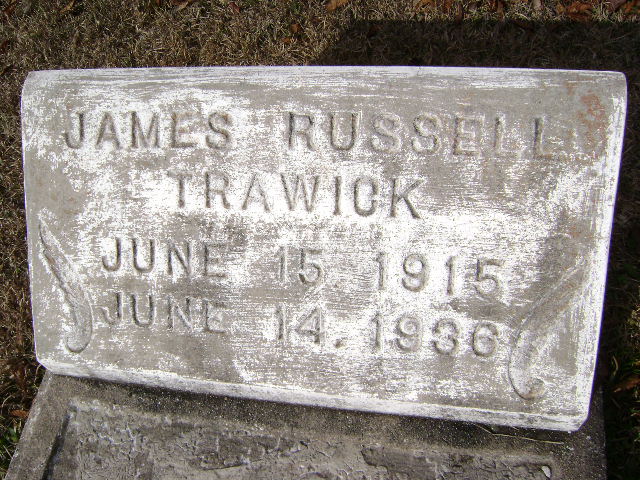 JAMES RUSSELL
TRAWICK
JUNE 15. 1915
JUNE 14. 1936